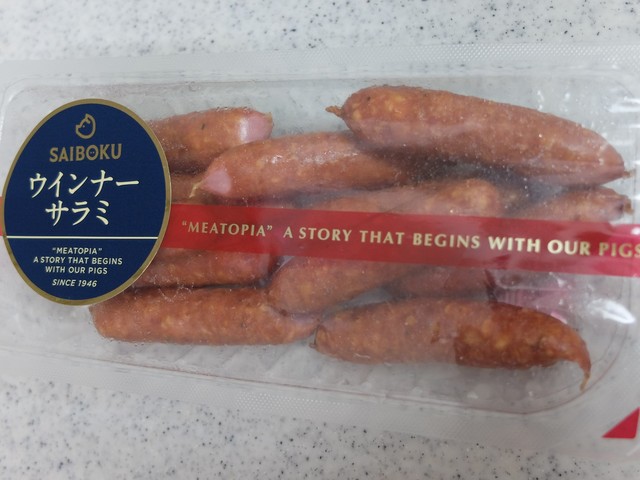 SAIBOKU
ウインナー
サラミ
"MEATOPIA"
A STORY THAT BEGINS
WITH OUR PIGS
SINCE 1946
"MEATOPIA" A STORY THAT BEGINS WITH OUR PIGS